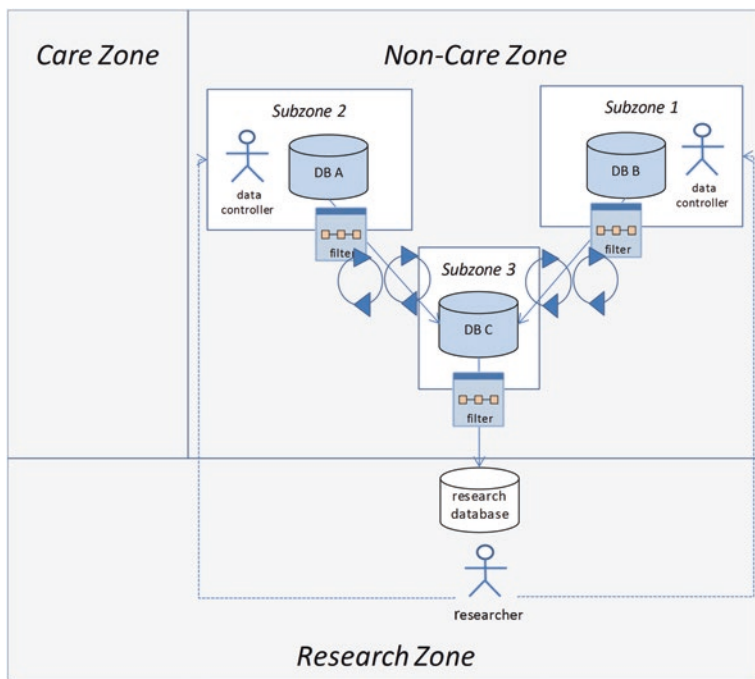 Care Zone
Non-Care Zone
Subzone 2
DB A
data
controller
filter
Subzone 1
DB B
data
controller
filter
Subzone 3
DB C
filter
research
database
researcher
Research Zone